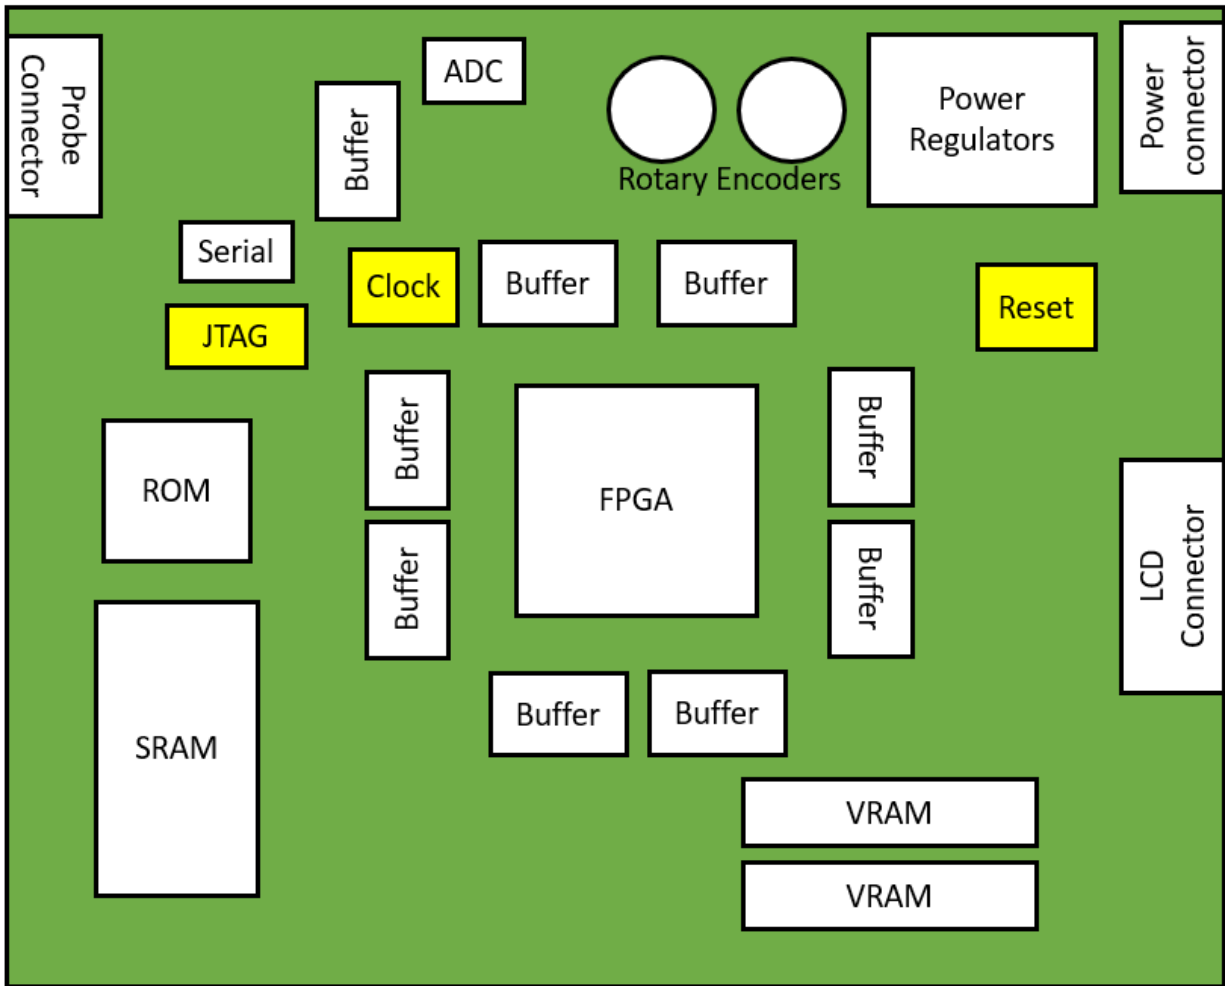 Probe
Connector
ADC
Buffer
Rotary Encoders
Power
Regulators
Power
connector
Serial
Clock
Buffer
Buffer
Reset
JTAG
Buffer
FPGA
Buffer
ROM
Buffer
Buffer
LCD
Connector
SRAM
Buffer
Buffer
VRAM
VRAM